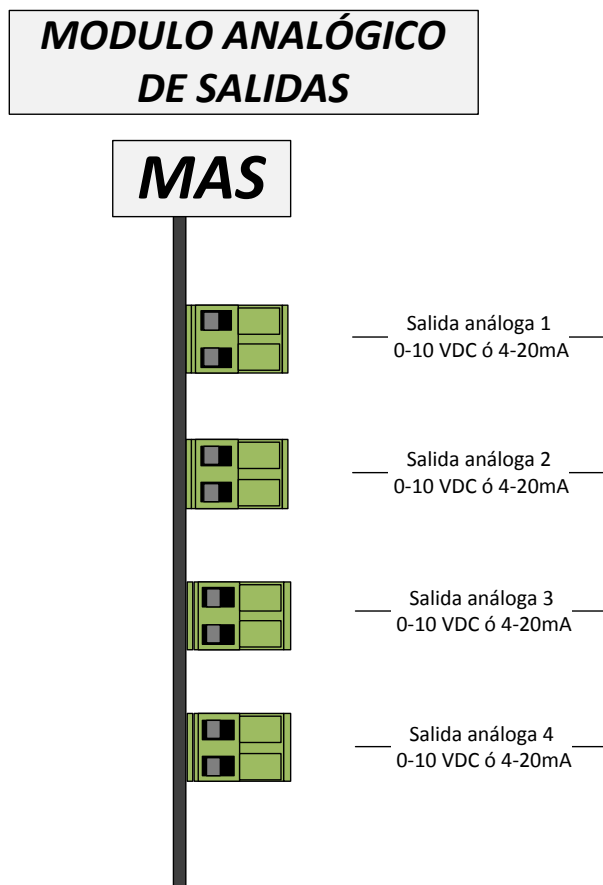 MODULO ANALÓGICO
DE SALIDAS
MAS
Salida análoga 1
0-10 VDC ó 4-20mA
Salida análoga 2
0-10 VDC ó 4-20mA
Salida análoga 3
0-10 VDC ó 4-20mA
Salida análoga 4
0-10 VDC ó 4-20mA